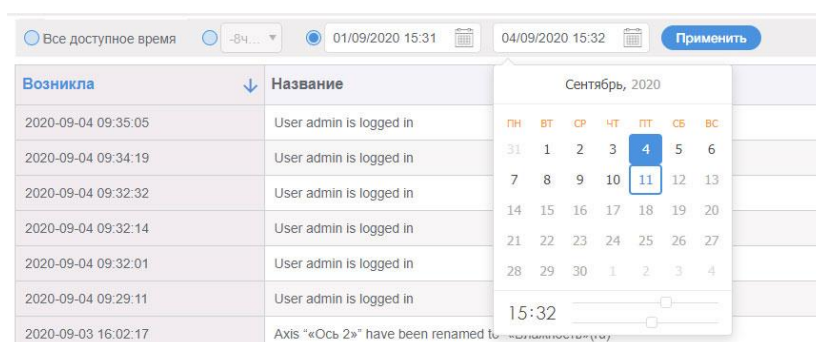 Все доступное время -8ч... 01/09/2020 15:31 04/09/2020 15:32 Применить
Возникла Название
2020-09-04 09:35:05 User admin is logged in
2020-09-04 09:34:19 User admin is logged in
2020-09-04 09:32:32 User admin is logged in
2020-09-04 09:32:14 User admin is logged in
2020-09-04 09:32:01 User admin is logged in
2020-09-04 09:29:11 User admin is logged in
2020-09-03 16:02:17 Axis "«Ось 2»" have been renamed to "«Влажность»(ru)
Сентябрь, 2020
ПН ВТ СР ЧТ ПТ СБ ВС
31 1 2 3 4 5 6
7 8 9 10 11 12 13
14 15 16 17 18 19 20
21 22 23 24 25 26 27
28 29 30 1 2 3 4
15:32